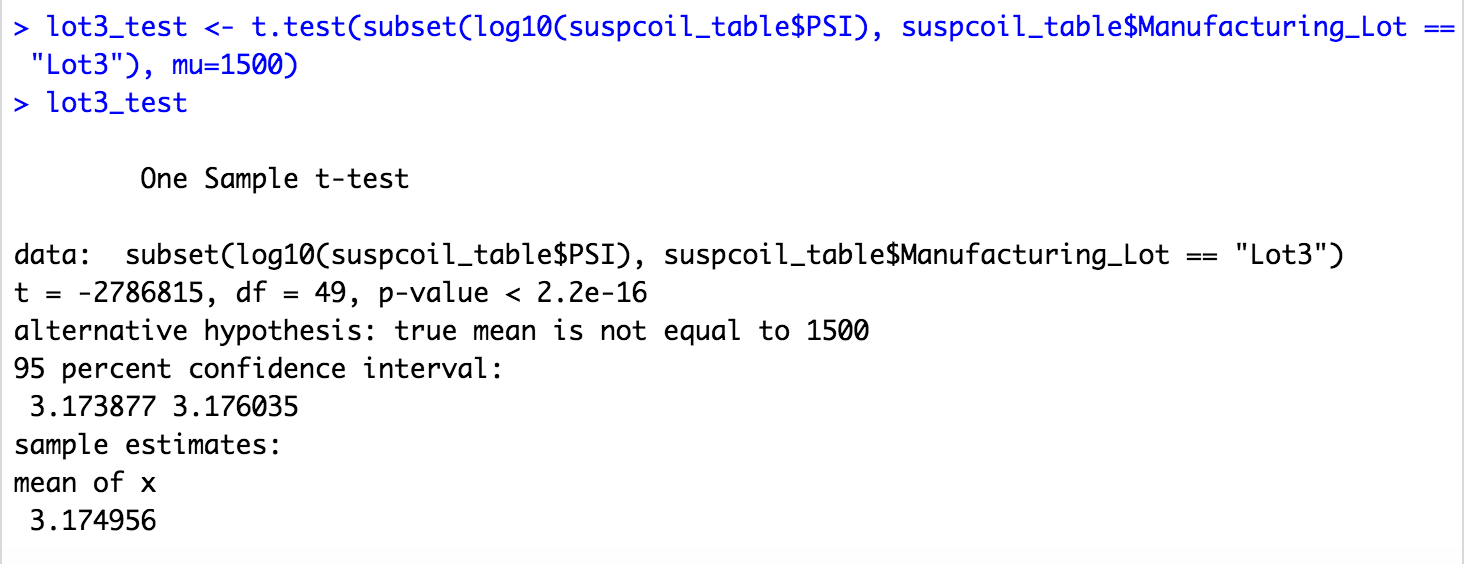 > lot3_test <- t.test(subset(log10(suspcoil_table$PSI), suspcoil_table$Manufacturing_Lot ==
"Lot3"), mu=1500)
> lot3_test
One Sample t-test
data:  subset(log10(suspcoil_table$PSI), suspcoil_table$Manufacturing_Lot == "Lot3")
t = -2786815, df = 49, p-value < 2.2e-16
alternative hypothesis: true mean is not equal to 1500
95 percent confidence interval:
3.173877 3.176035
sample estimates:
mean of x
3.174956